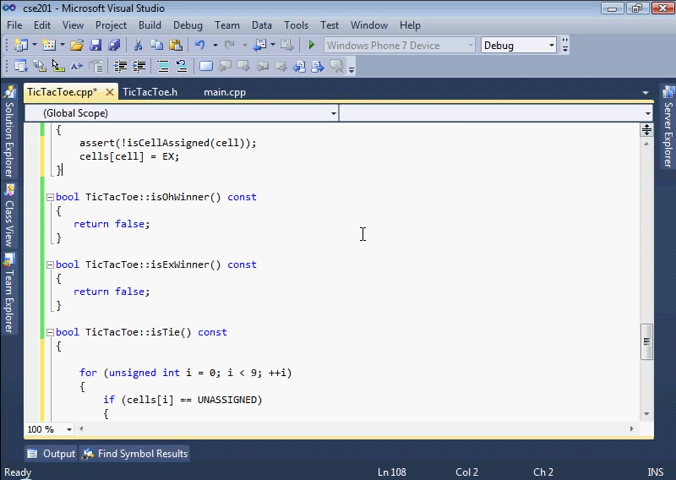 cse201 - Microsoft Visual Studio
File Edit View Project Build Debug Team Data Tools Test Window Help
Windows Phone 7 Device Debug
TicTacToe.cpp* TicTacToe.h main.cpp
(Global Scope)
{
assert(!isCellAssigned(cell));
cells[cell] = EX;
}
bool TicTacToe::isOhWinner() const
{
return false;
}
bool TicTacToe::isExWinner() const
{
return false;
}
bool TicTacToe::isTie() const
{
for (unsigned int i = 0; i < 9; ++i)
{
if (cells[i] == UNASSIGNED)
{
100 %
Solution Explorer
Class View
Team Explorer
Server Explorer
Output Find Symbol Results
Ready Ln 108 Col 2 Ch 2 INS